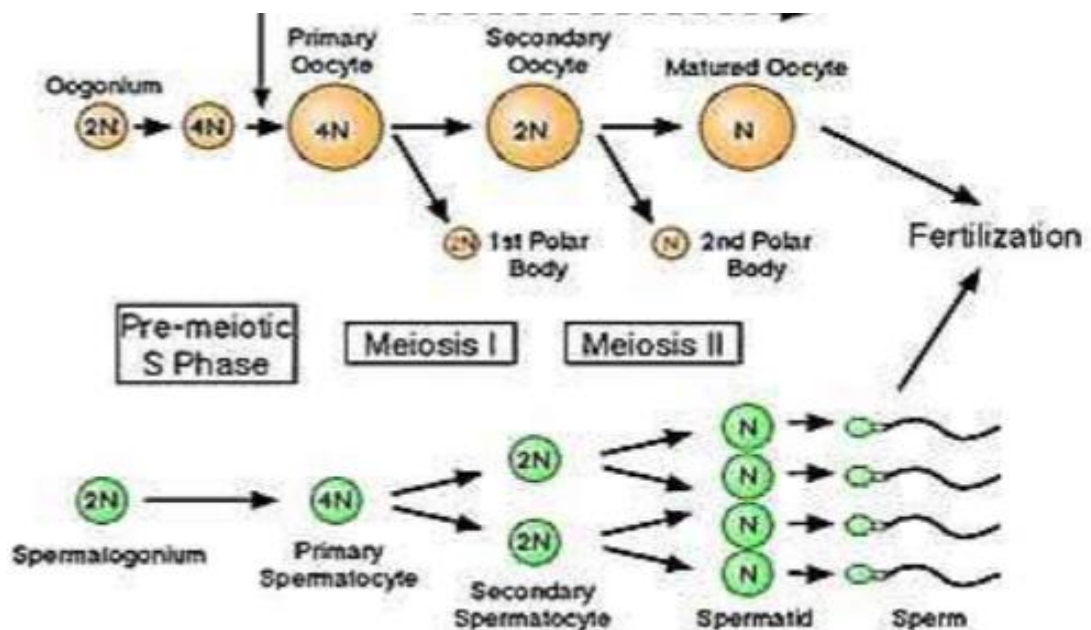 Primary
Oocyte
Secondary
Oocyte
Matured Oocyte
Oogonium
2N
4N
4N
2N
N
2N
1st Polar
Body
N
2nd Polar
Body
Fertilization
Pre-meiotic
S Phase
Meiosis I
Meiosis II
N
2N
N
2N
4N
N
2N
N
Spermatogonium
Primary
Spermatocyte
Secondary
Spermatocyte
Spermatid
Sperm